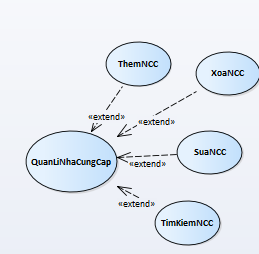 ThemNCC
XoaNCC
«extend»
«extend»
SuaNCC
QuanLiNhaCungCap
«extend»
«extend»
TimKiemNCC